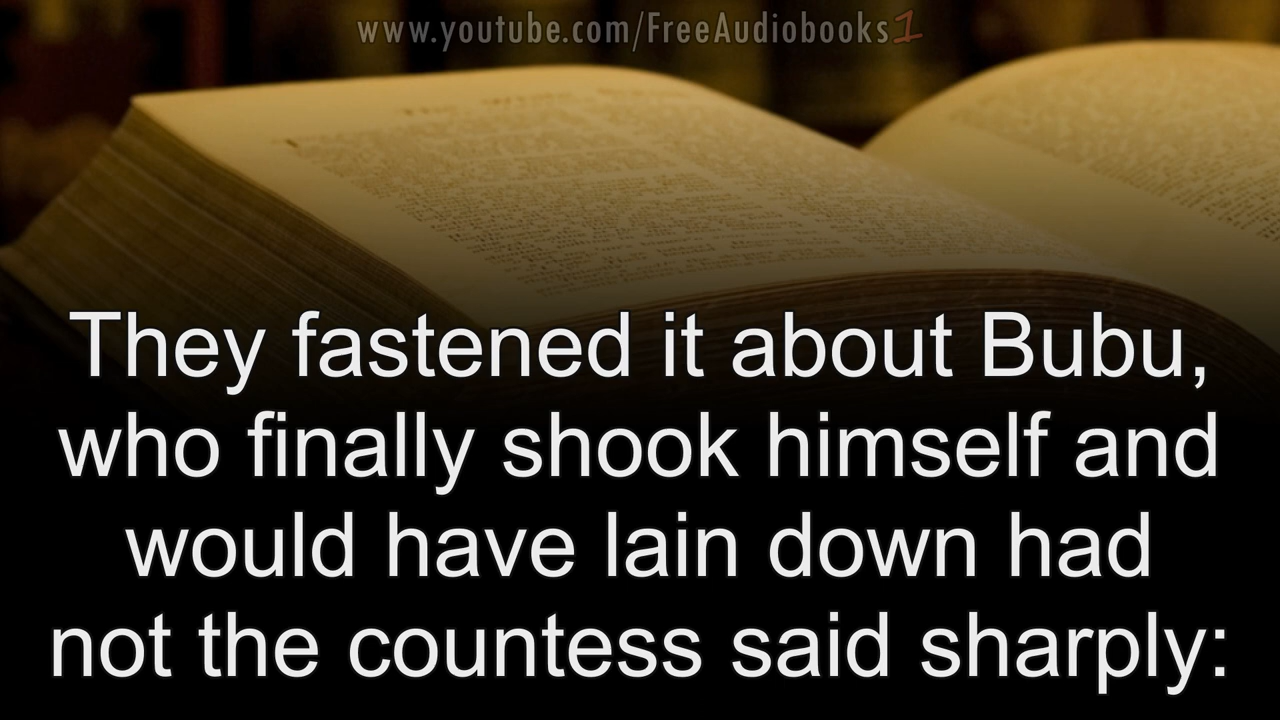 www.youtube.com/FreeAudiobooks1
They fastened it about Bubu,
who finally shook himself and
would have lain down had
not the countess said sharply: